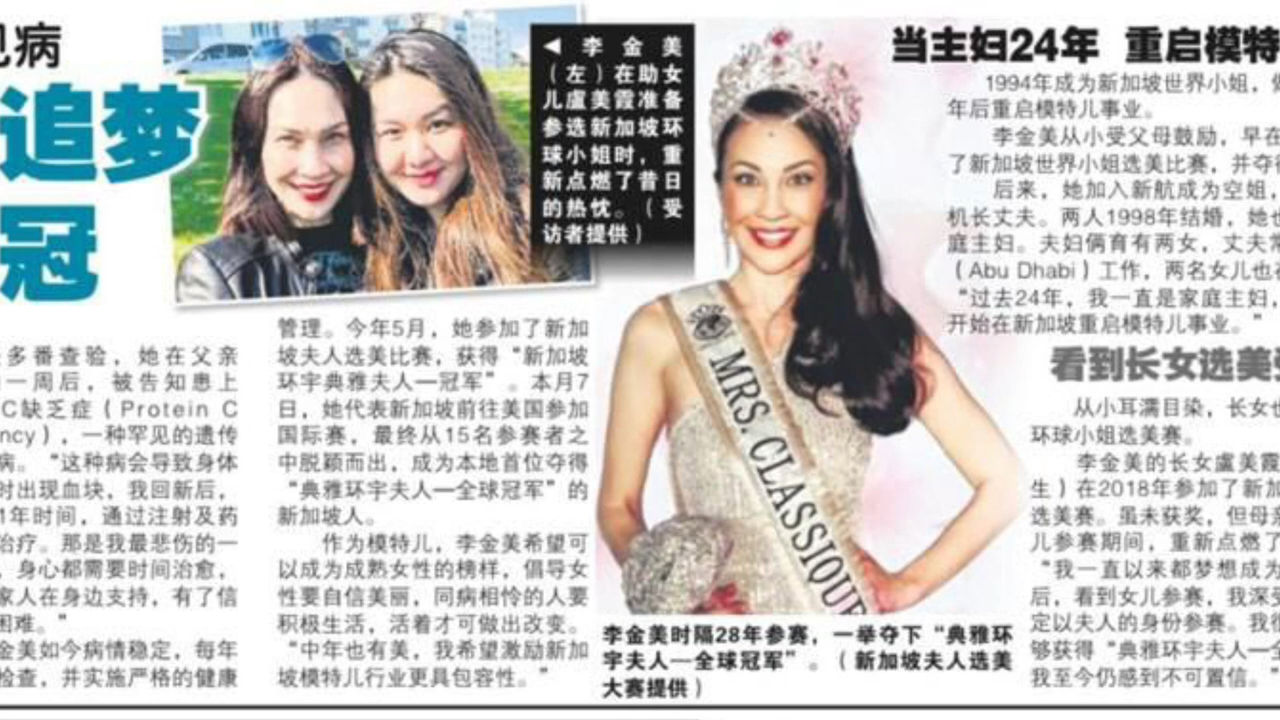 见病
追梦
冠
◀李金美
（左）在助女
儿盧美霞准备
参选新加坡环
球小姐时，重
新点燃了昔日
的热忱。（受
访者提供）
多番查验，她在父亲
一周后，被告知患上
C缺乏症（Protein C
ncy），一种罕见的遗传
病。“这种病会导致身体
时出现血块，我回新后，
1年时间，通过注射及药
治疗。那是我最悲伤的一
，身心都需要时间治愈，
家人在身边支持，有了信
困难。”
金美如今病情稳定，每年
检查，并实施严格的健康
管理。今年5月，她参加了新加
坡夫人选美比赛，获得“新加坡
环宇典雅夫人—冠军”。本月7
日，她代表新加坡前往美国参加
国际赛，最终从15名参赛者之
中脱颖而出，成为本地首位夺得
“典雅环宇夫人—全球冠军”的
新加坡人。
作为模特儿，李金美希望可
以成为成熟女性的榜样，倡导女
性要自信美丽，同病相怜的人要
积极生活，活着才可做出改变。
“中年也有美，我希望激励新加
坡模特儿行业更具包容性。”
MRS. CLASSIQUE
李金美时隔28年参赛，一举夺下“典雅环
宇夫人—全球冠军”。（新加坡夫人选美
大赛提供）
当主妇24年 重启模特
1994年成为新加坡世界小姐，
年后重启模特儿事业。
李金美从小受父母鼓励，早在
了新加坡世界小姐选美比赛，并夺
后来，她加入新航成为空姐，
机长丈夫。两人1998年结婚，她
庭主妇。夫妇俩育有两女，丈夫常
（Abu Dhabi）工作，两名女儿也
“过去24年，我一直是家庭主妇，
开始在新加坡重启模特儿事业。”
看到长女选美
从小耳濡目染，长女也
环球小姐选美赛。
李金美的长女盧美霞
生）在2018年参加了新加
选美赛。虽未获奖，但母亲
儿参赛期间，重新点燃了
“我一直以来都梦想成为
后，看到女儿参赛，我深受
定以夫人的身份参赛。我很
够获得“典雅环宇夫人—全
我至今仍感到不可置信。”